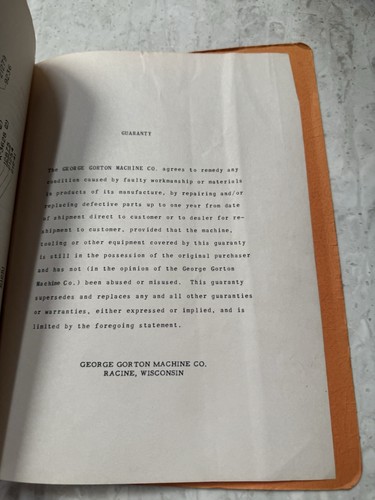 GUARANTY
The GEORGE GORTON MACHINE CO. agrees to remedy any
condition caused by faulty workmanship or materials
in products of its manufacture, by repairing and/or
replacing defective parts up to one year from date
of shipment direct to customer or to dealer for re-
shipment to customer, provided that the machine,
tooling or other equipment covered by this guaranty
is still in the possession of the original purchaser
and has not (in the opinion of the George Gorton
Machine Co.) been abused or misused. This guaranty
supersedes and replaces any and all other guaranties
or warranties, either expressed or implied, and is
limited by the foregoing statement.
GEORGE GORTON MACHINE CO.
RACINE, WISCONSIN